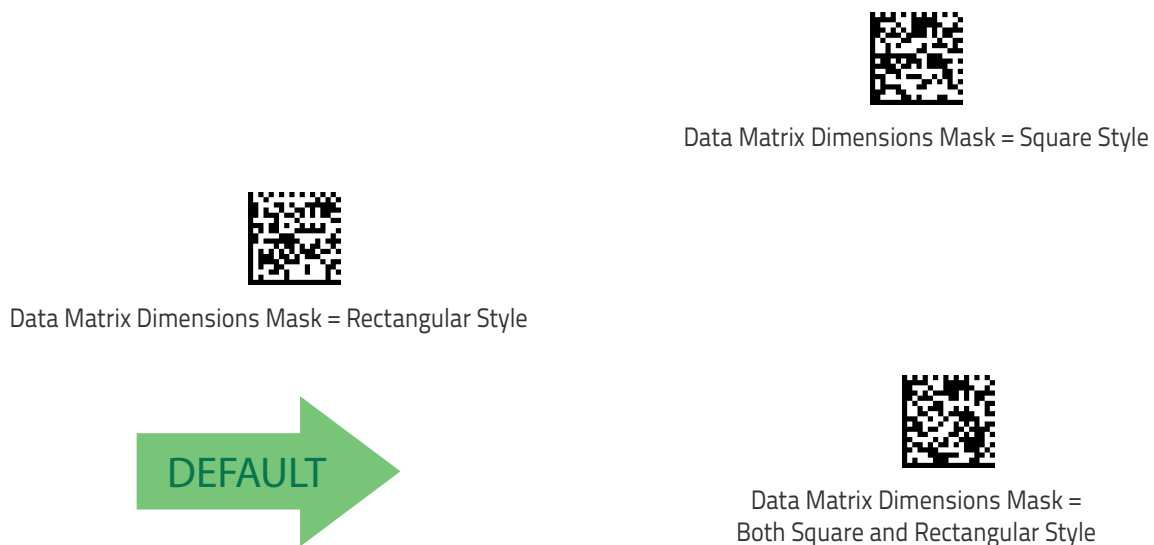 Data Matrix Dimensions Mask = Square Style
Data Matrix Dimensions Mask = Rectangular Style
DEFAULT
Data Matrix Dimensions Mask =
Both Square and Rectangular Style